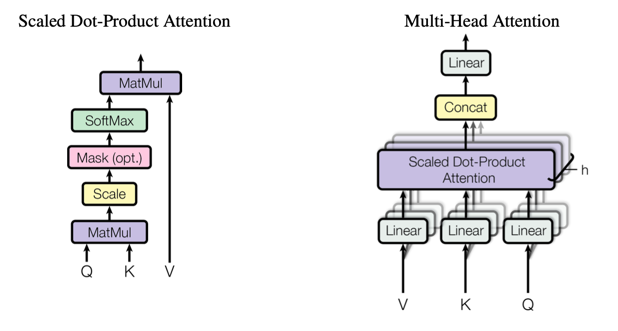 Scaled Dot-Product Attention
MatMul
SoftMax
Mask (opt.)
Scale
MatMul
Q K V
Multi-Head Attention
Linear
Concat
Scaled Dot-Product
Attention
h
Linear Linear Linear
V K Q